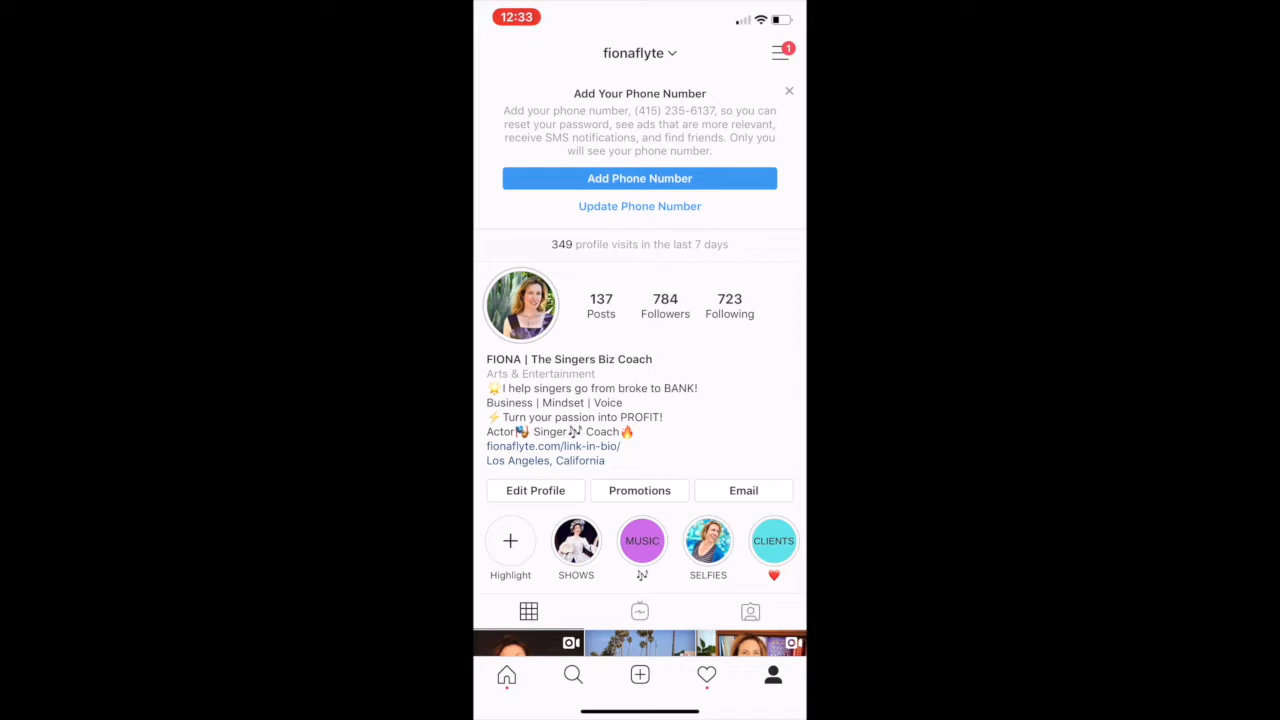 12:33
fionaflyte
1
Add Your Phone Number
Add your phone number, (415) 235-6137, so you can
reset your password, see ads that are more relevant,
receive SMS notifications, and find friends. Only you
will see your phone number.
Add Phone Number
Update Phone Number
349 profile visits in the last 7 days
137 784 723
Posts Followers Following
FIONA | The Singers Biz Coach
Arts & Entertainment
🌟I help singers go from broke to BANK!
Business | Mindset | Voice
⚡Turn your passion into PROFIT!
Actor🎭 Singer🎶 Coach🔥
fionaflyte.com/link-in-bio/
Los Angeles, California
Edit Profile Promotions Email
MUSIC CLIENTS
Highlight SHOWS 🎶 SELFIES ❤️